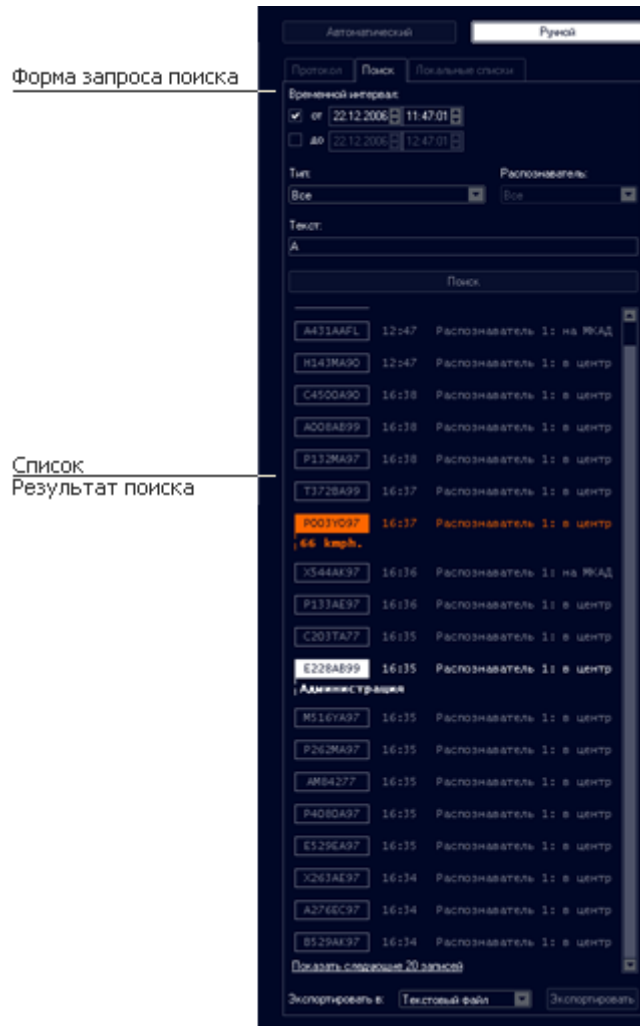 Автоматический Ручной
Форма запроса поиска
Протокол Поиск Локальные списки
Временной интервал:
от 22.12.2006 11:47:01
до 22.12.2006 12:47:01
Тип: Распознаватель:
Все Все
Текст:
А
Поиск
A431AAFL 12:47 Распознаватель 1: на МКАД
H143MA90 12:47 Распознаватель 1: в центр
C450OA90 16:38 Распознаватель 1: в центр
A008AB99 16:38 Распознаватель 1: в центр
P132MA97 16:38 Распознаватель 1: в центр
Список
Результат поиска
T372BA99 16:37 Распознаватель 1: в центр
P003YO97 16:37 Распознаватель 1: в центр
66 kmph.
X544AK97 16:36 Распознаватель 1: на МКАД
P133AE97 16:36 Распознаватель 1: в центр
C203TA77 16:35 Распознаватель 1: в центр
E228AB99 16:35 Распознаватель 1: в центр
Администрация
M516YA97 16:35 Распознаватель 1: в центр
P262MA97 16:35 Распознаватель 1: в центр
AM84277 16:35 Распознаватель 1: в центр
P408OA97 16:35 Распознаватель 1: в центр
E529EA97 16:35 Распознаватель 1: в центр
X263AE97 16:34 Распознаватель 1: в центр
A276EC97 16:34 Распознаватель 1: в центр
B529AK97 16:34 Распознаватель 1: в центр
Показать следующие 20 записей
Экспортировать в: Текстовый файл Экспортировать